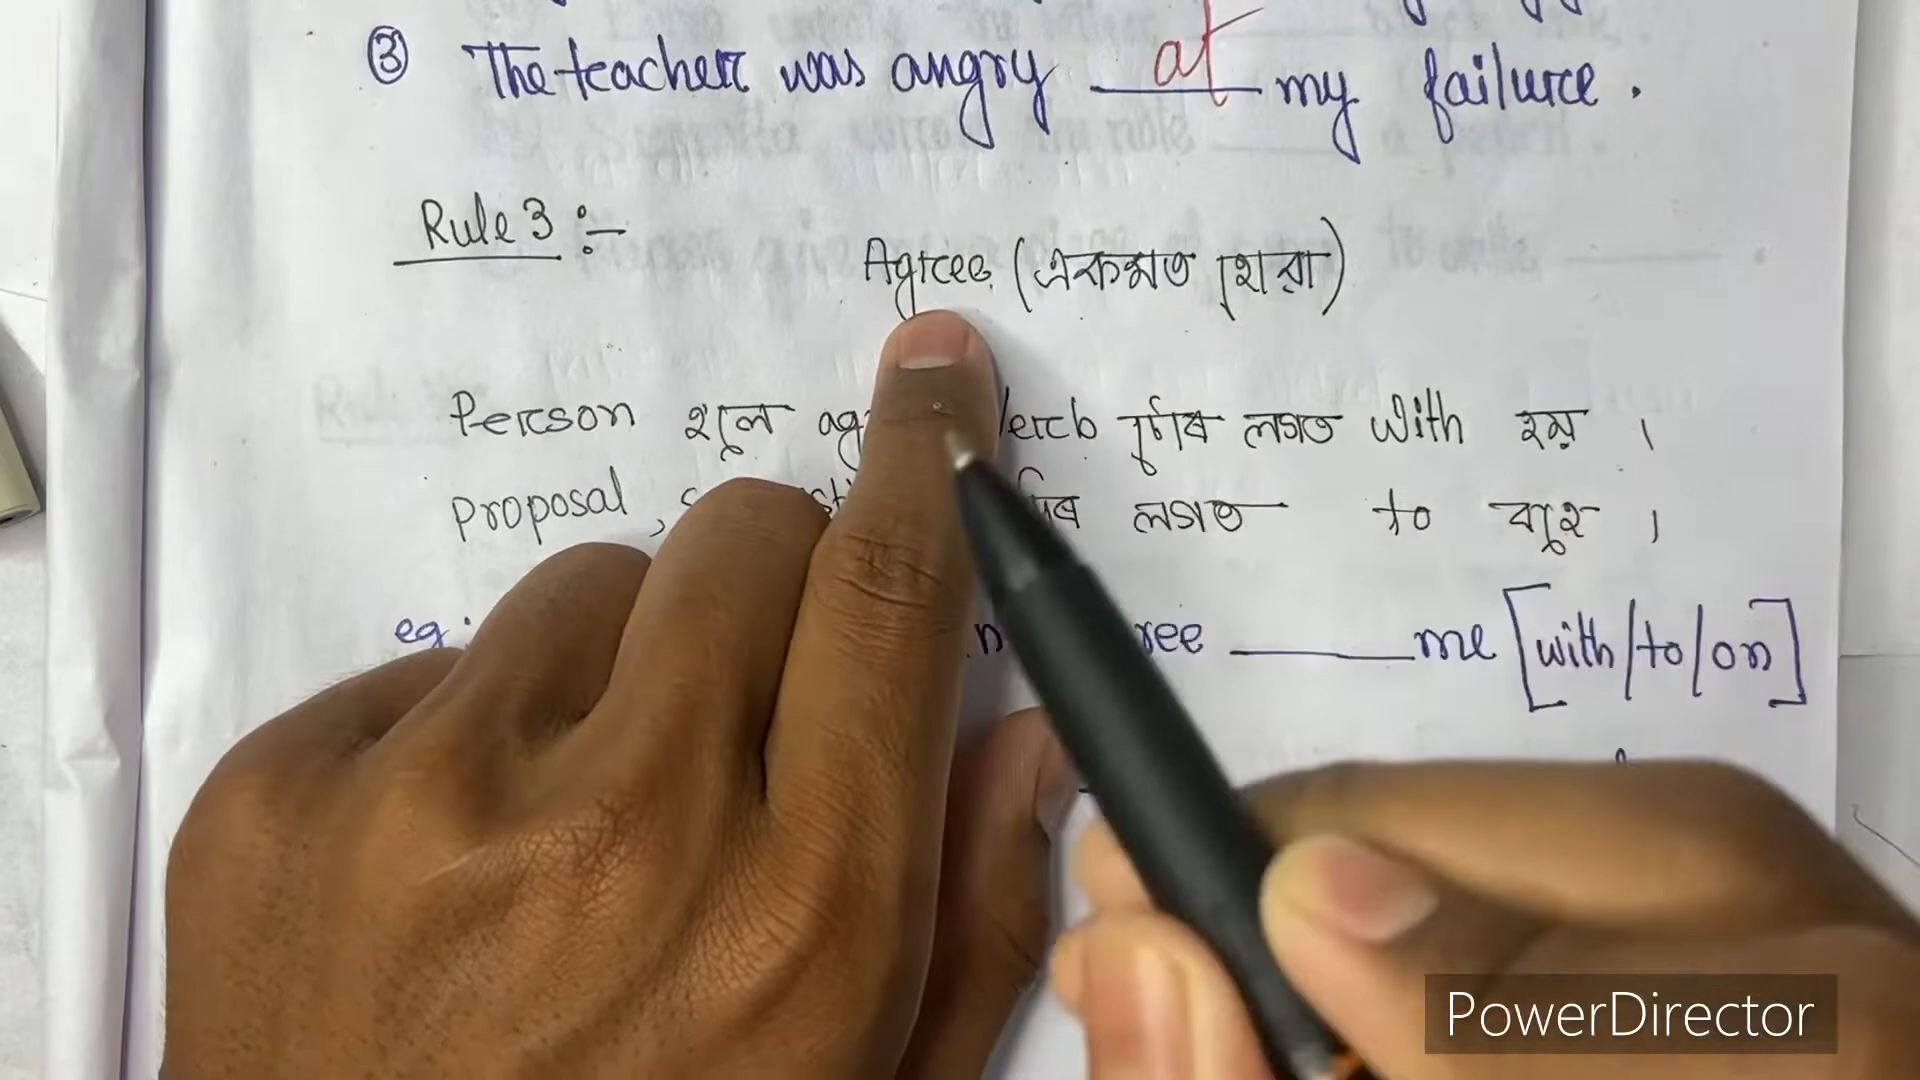 ③ The teacher was angry at my failure.
Rule 3 :-
Agree (একমত হোৱা)
Person হ'লে verb টোৰ লগত with হয় ।
proposal, লগত to বহে ।
eg: me [with/to/on]
PowerDirector